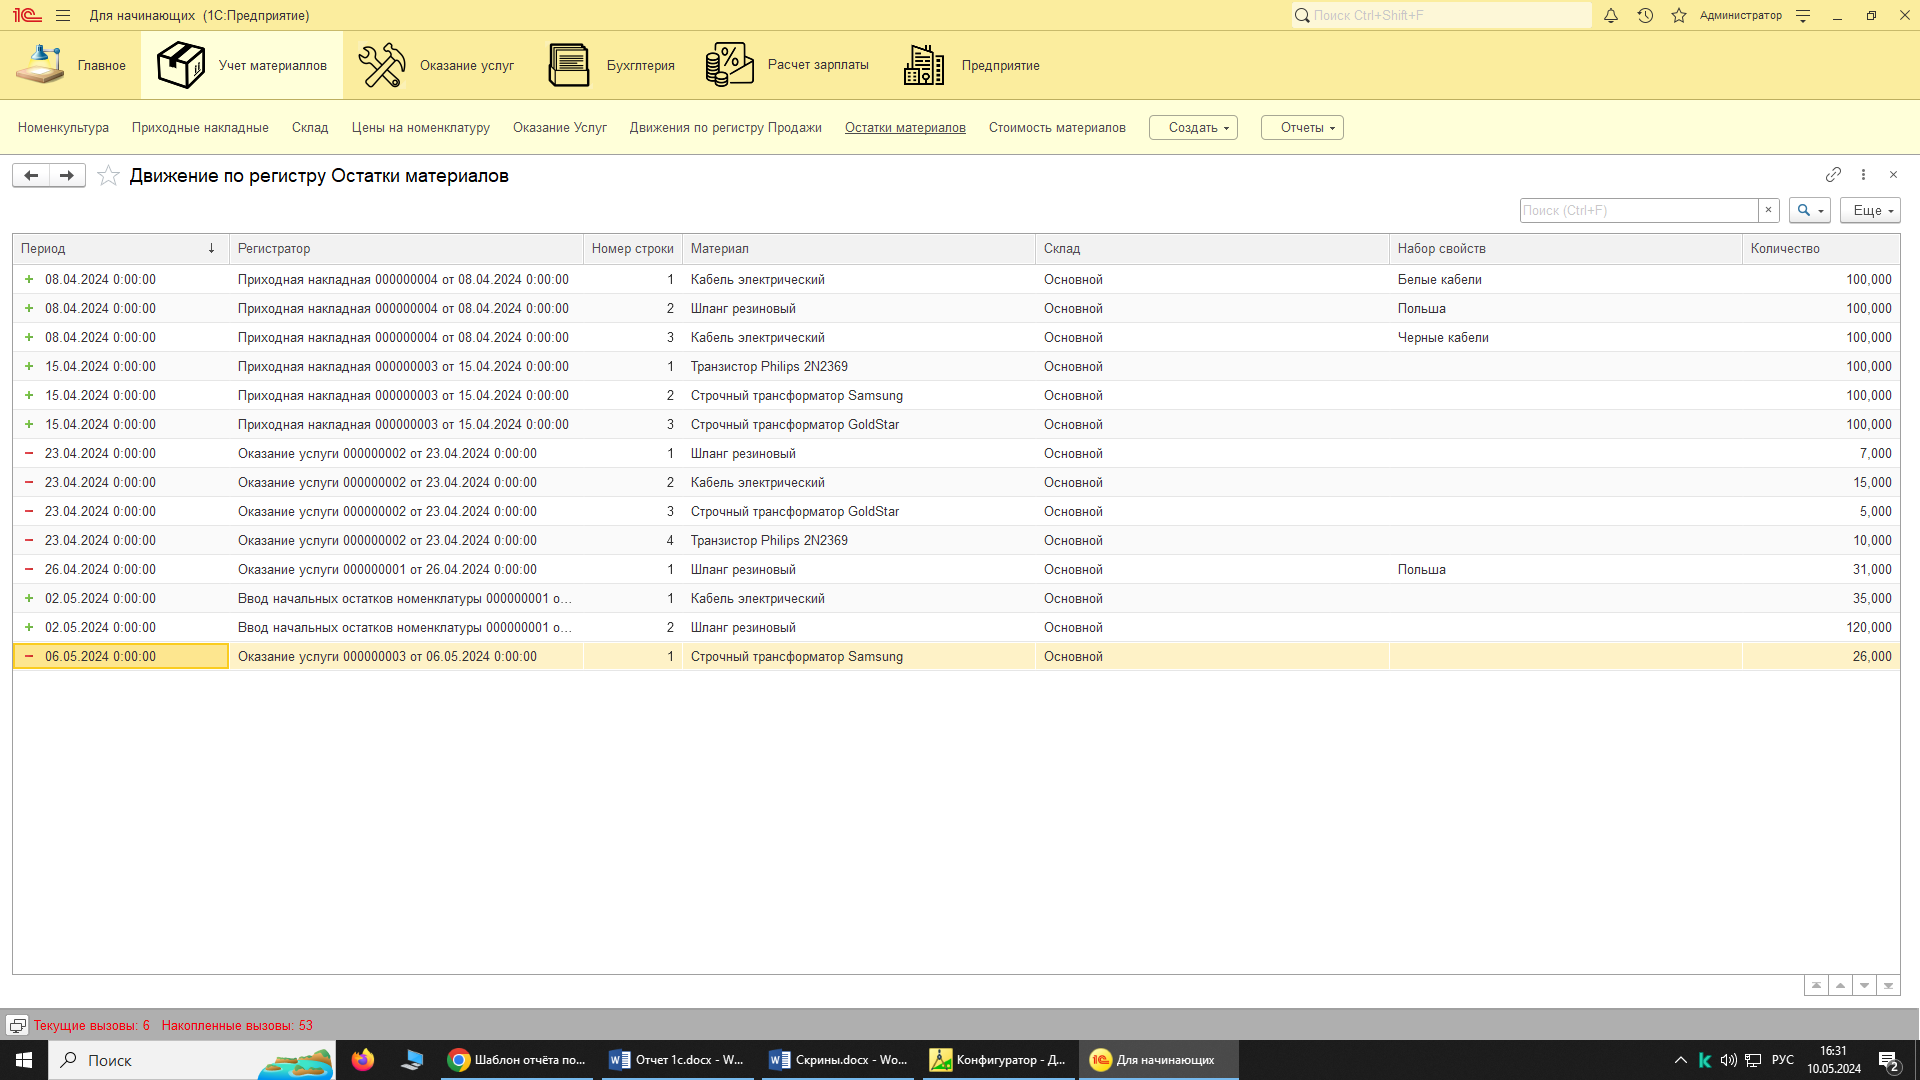 1С Для начинающих (1С:Предприятие) Поиск Ctrl+Shift+F Администратор
Главное Учет материаллов Оказание услуг Бухглтерия Расчет зарплаты Предприятие
Номенкультура Приходные накладные Склад Цены на номенклатуру Оказание Услуг Движения по регистру Продажи Остатки материалов Стоимость материалов Создать Отчеты
Движение по регистру Остатки материалов
Поиск (Ctrl+F) × Еще
Период ↓ Регистратор Номер строки Материал Склад Набор свойств Количество
+ 08.04.2024 0:00:00 Приходная накладная 000000004 от 08.04.2024 0:00:00 1 Кабель электрический Основной Белые кабели 100,000
+ 08.04.2024 0:00:00 Приходная накладная 000000004 от 08.04.2024 0:00:00 2 Шланг резиновый Основной Польша 100,000
+ 08.04.2024 0:00:00 Приходная накладная 000000004 от 08.04.2024 0:00:00 3 Кабель электрический Основной Черные кабели 100,000
+ 15.04.2024 0:00:00 Приходная накладная 000000003 от 15.04.2024 0:00:00 1 Транзистор Philips 2N2369 Основной 100,000
+ 15.04.2024 0:00:00 Приходная накладная 000000003 от 15.04.2024 0:00:00 2 Строчный трансформатор Samsung Основной 100,000
+ 15.04.2024 0:00:00 Приходная накладная 000000003 от 15.04.2024 0:00:00 3 Строчный трансформатор GoldStar Основной 100,000
− 23.04.2024 0:00:00 Оказание услуги 000000002 от 23.04.2024 0:00:00 1 Шланг резиновый Основной 7,000
− 23.04.2024 0:00:00 Оказание услуги 000000002 от 23.04.2024 0:00:00 2 Кабель электрический Основной 15,000
− 23.04.2024 0:00:00 Оказание услуги 000000002 от 23.04.2024 0:00:00 3 Строчный трансформатор GoldStar Основной 5,000
− 23.04.2024 0:00:00 Оказание услуги 000000002 от 23.04.2024 0:00:00 4 Транзистор Philips 2N2369 Основной 10,000
− 26.04.2024 0:00:00 Оказание услуги 000000001 от 26.04.2024 0:00:00 1 Шланг резиновый Основной Польша 31,000
+ 02.05.2024 0:00:00 Ввод начальных остатков номенклатуры 000000001 о... 1 Кабель электрический Основной 35,000
+ 02.05.2024 0:00:00 Ввод начальных остатков номенклатуры 000000001 о... 2 Шланг резиновый Основной 120,000
− 06.05.2024 0:00:00 Оказание услуги 000000003 от 06.05.2024 0:00:00 1 Строчный трансформатор Samsung Основной 26,000
Текущие вызовы: 6 Накопленные вызовы: 53
Поиск Шаблон отчёта по... Отчет 1с.docx - W... Скрины.docx - Wo... Конфигуратор - Д... Для начинающих РУС 16:31
10.05.2024 2